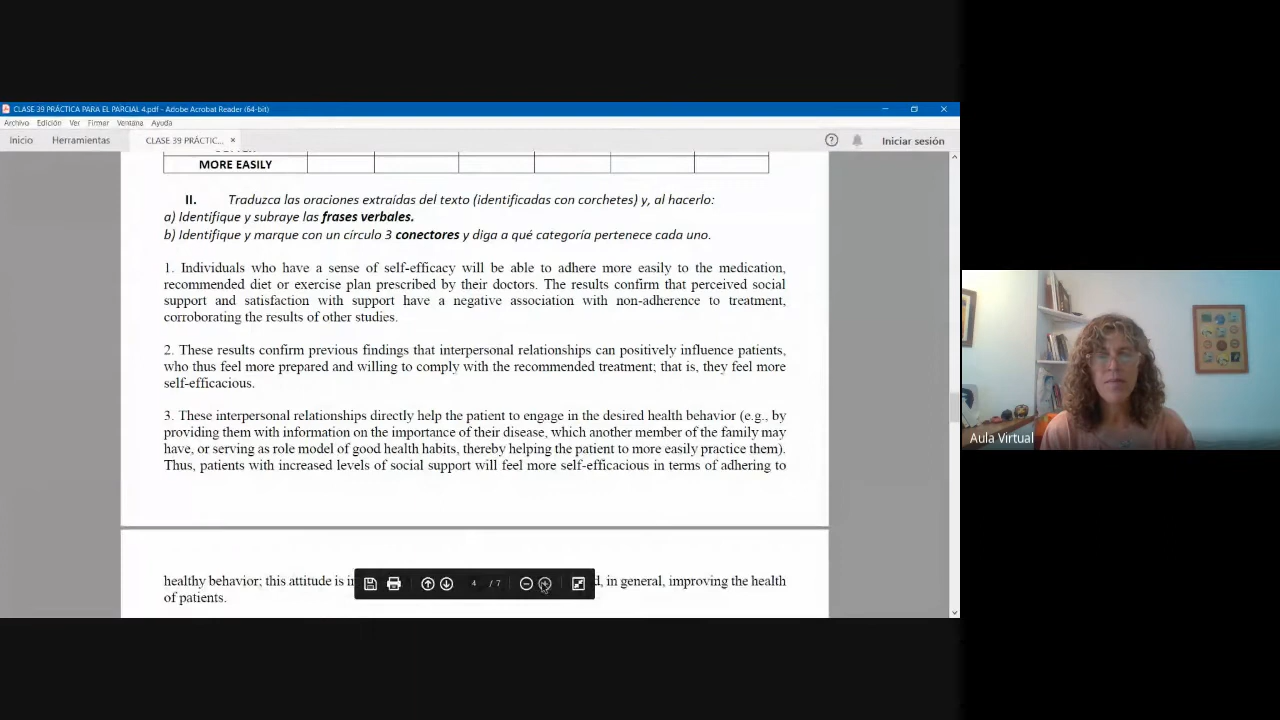 CLASE 39 PRÁCTICA PARA EL PARCIAL 4.pdf - Adobe Acrobat Reader (64-bit)
Archivo Edición Ver Firmar Ventana Ayuda
Inicio Herramientas CLASE 39 PRÁCTIC... × Iniciar sesión
MORE EASILY
II. Traduzca las oraciones extraídas del texto (identificadas con corchetes) y, al hacerlo:
a) Identifique y subraye las frases verbales.
b) Identifique y marque con un círculo 3 conectores y diga a qué categoría pertenece cada uno.
1. Individuals who have a sense of self-efficacy will be able to adhere more easily to the medication,
recommended diet or exercise plan prescribed by their doctors. The results confirm that perceived social
support and satisfaction with support have a negative association with non-adherence to treatment,
corroborating the results of other studies.
2. These results confirm previous findings that interpersonal relationships can positively influence patients,
who thus feel more prepared and willing to comply with the recommended treatment; that is, they feel more
self-efficacious.
3. These interpersonal relationships directly help the patient to engage in the desired health behavior (e.g., by
providing them with information on the importance of their disease, which another member of the family may
have, or serving as role model of good health habits, thereby helping the patient to more easily practice them).
Thus, patients with increased levels of social support will feel more self-efficacious in terms of adhering to
healthy behavior; this attitude is in general, improving the health
of patients.
4 / 7
Aula Virtual